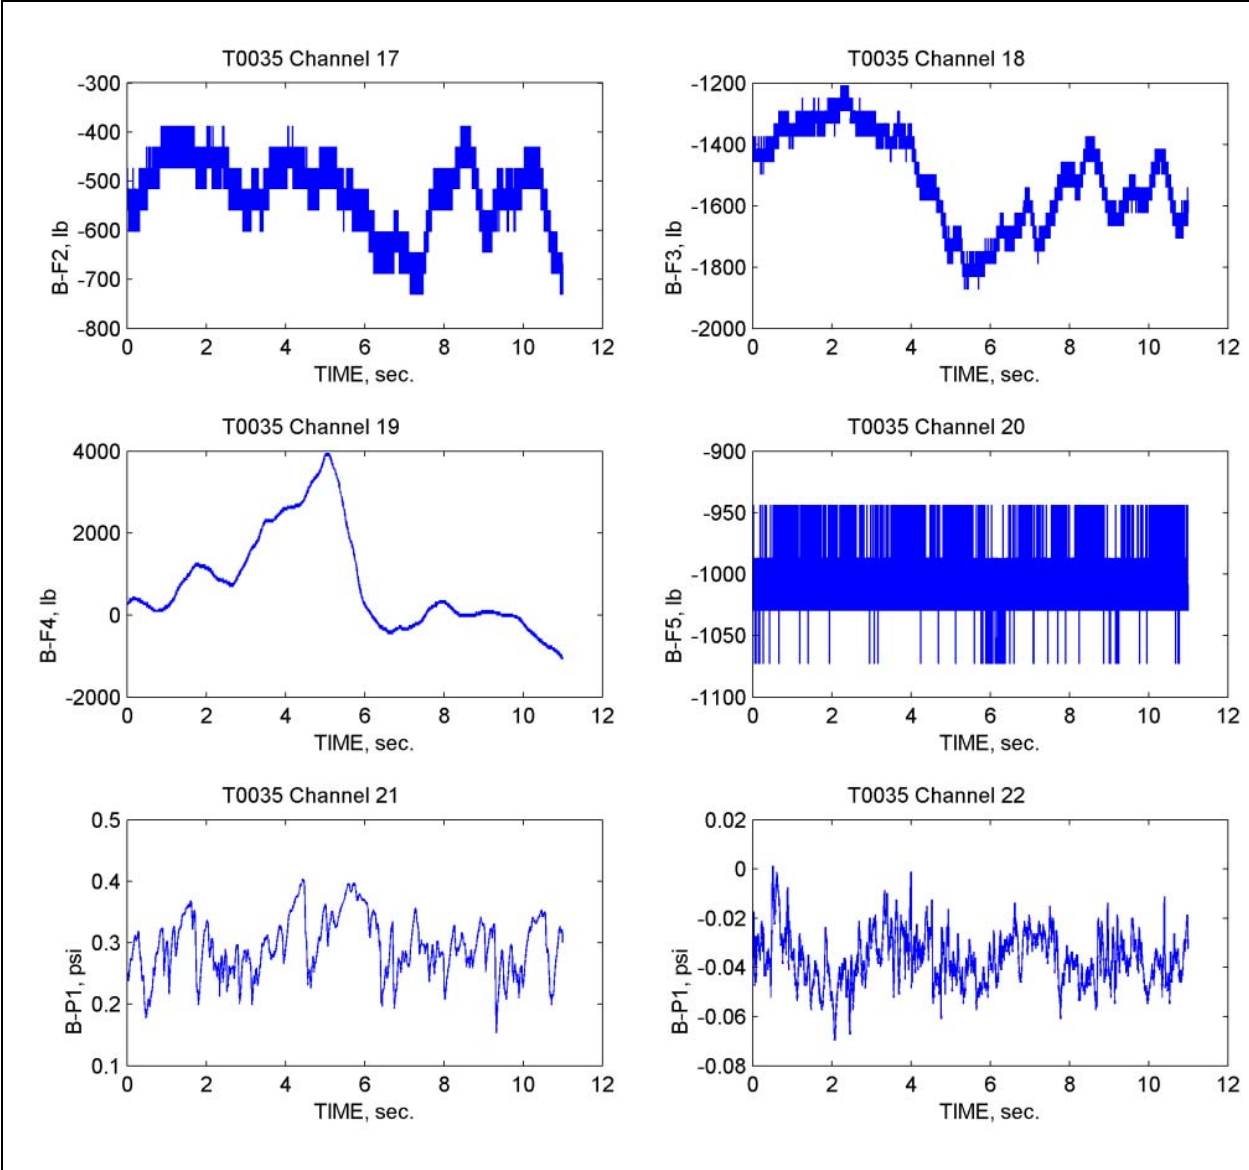 T0035 Channel 17
B-F2, lb
-300
-400
-500
-600
-700
-800
0 2 4 6 8 10 12
TIME, sec.
T0035 Channel 18
B-F3, lb
-1200
-1400
-1600
-1800
-2000
0 2 4 6 8 10 12
TIME, sec.
T0035 Channel 19
B-F4, lb
4000
2000
0
-2000
0 2 4 6 8 10 12
TIME, sec.
T0035 Channel 20
B-F5, lb
-900
-950
-1000
-1050
-1100
0 2 4 6 8 10 12
TIME, sec.
T0035 Channel 21
B-P1, psi
0.5
0.4
0.3
0.2
0.1
0 2 4 6 8 10 12
TIME, sec.
T0035 Channel 22
B-P1, psi
0.02
0
-0.02
-0.04
-0.06
-0.08
0 2 4 6 8 10 12
TIME, sec.